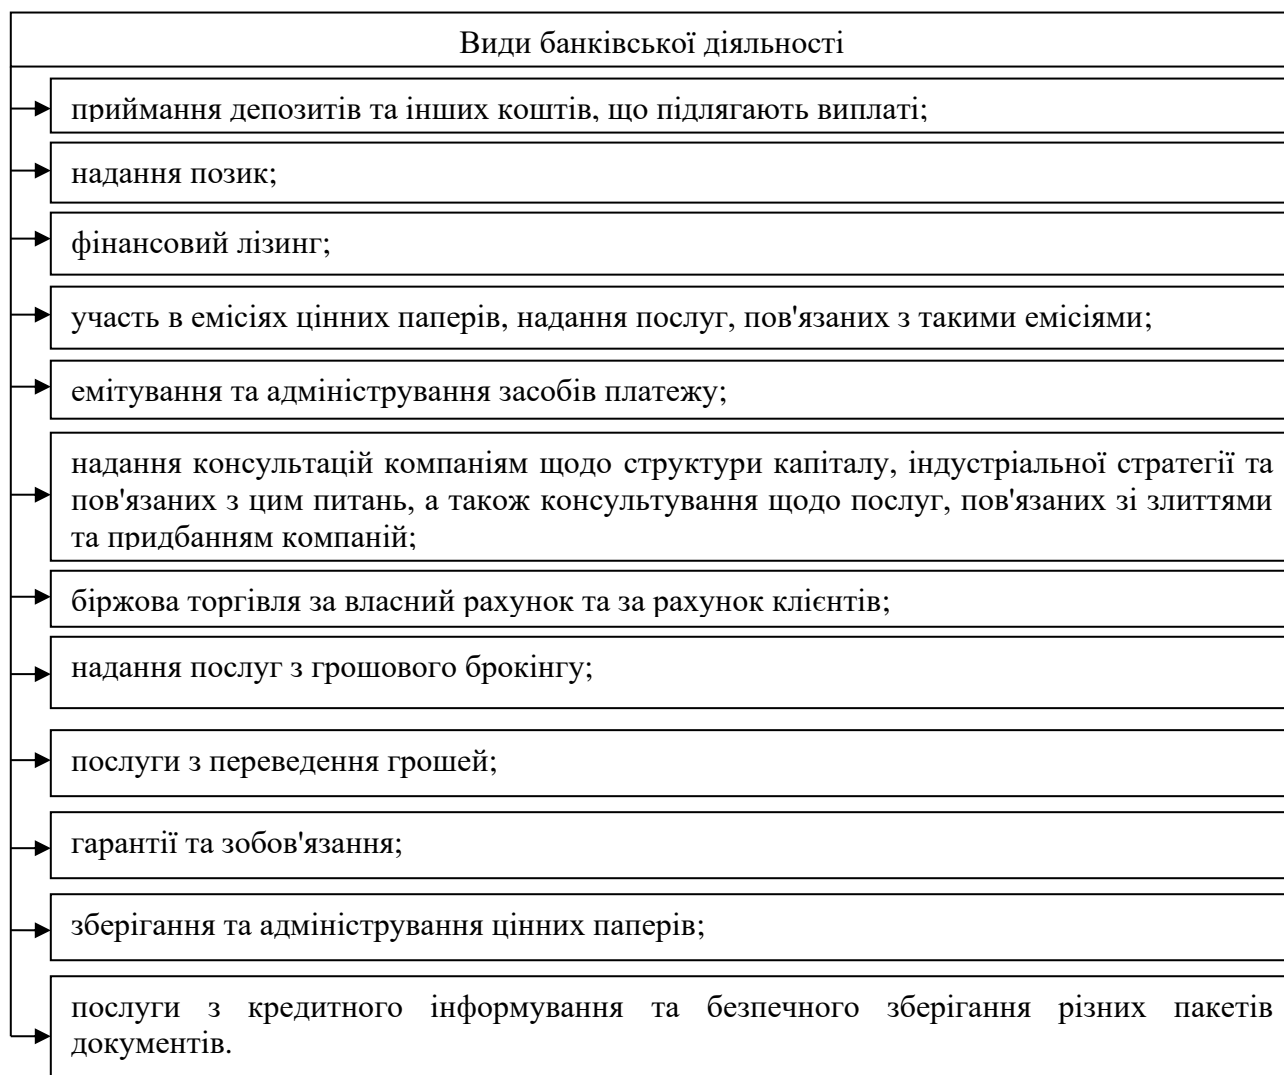 Види банківської діяльності
приймання депозитів та інших коштів, що підлягають виплаті;
надання позик;
фінансовий лізинг;
участь в емісіях цінних паперів, надання послуг, пов'язаних з такими емісіями;
емітування та адміністрування засобів платежу;
надання консультацій компаніям щодо структури капіталу, індустріальної стратегії та
пов'язаних з цим питань, а також консультування щодо послуг, пов'язаних зі злиттями
та придбанням компаній;
біржова торгівля за власний рахунок та за рахунок клієнтів;
надання послуг з грошового брокінгу;
послуги з переведення грошей;
гарантії та зобов'язання;
зберігання та адміністрування цінних паперів;
послуги з кредитного інформування та безпечного зберігання різних пакетів
документів.